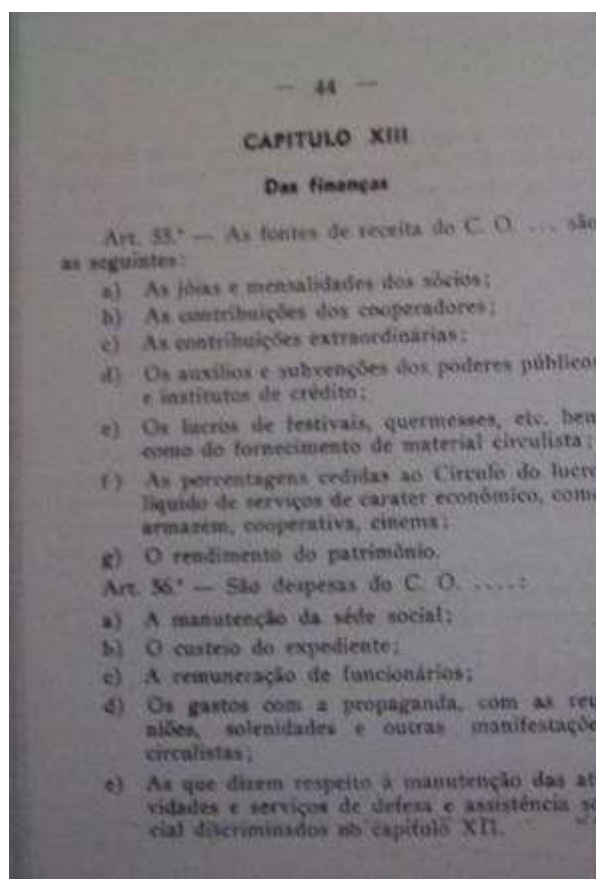 — 44 —
CAPITULO XIII
Das finanças
Art. 55.º — As fontes de receita do C. O. ... são
as seguintes:
a) As jóias e mensalidades dos sócios;
b) As contribuições dos cooperadores;
c) As contribuições extraordinárias;
d) Os auxílios e subvenções dos poderes público
e institutos de crédito;
e) Os lucros de festivais, quermesses, etc. ben
como do fornecimento de material circulista;
f) As porcentagens cedidas ao Círculo do lucro
líquido de serviços de carater económico, como
armazem, cooperativa, cinema;
g) O rendimento do patrimônio.
Art. 56.º — São despesas do C. O. ....:
a) A manutenção da séde social;
b) O custeio do expediente;
c) A remuneração de funcionários;
d) Os gastos com a propaganda, com as reu
niões, solenidades e outras manifestaçõe
circulistas;
e) As que dizem respeito à manutenção das at
vidades e serviços de defesa e assistência so
cial discriminados no capítulo XII.